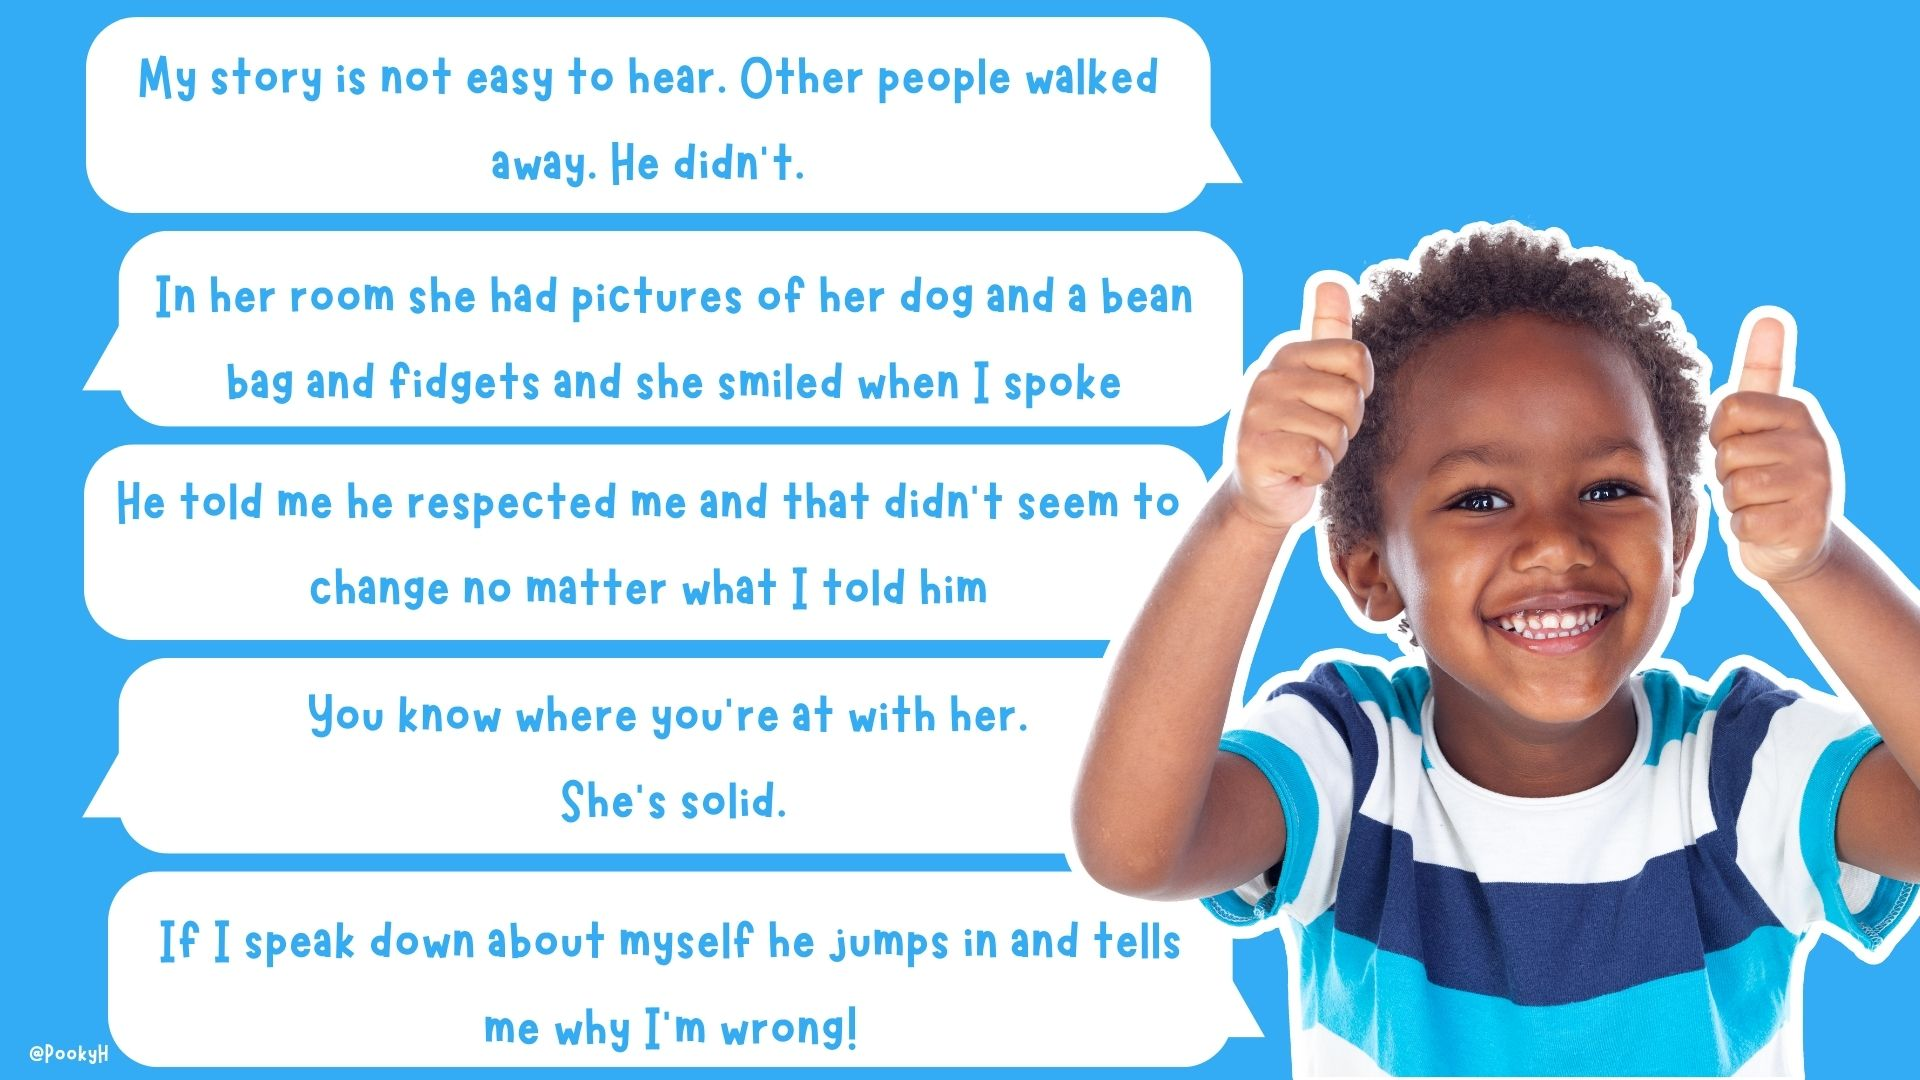 My story is not easy to hear. Other people walked
away. He didn't.
In her room she had pictures of her dog and a bean
bag and fidgets and she smiled when I spoke
He told me he respected me and that didn't seem to
change no matter what I told him
You know where you're at with her.
She's solid.
If I speak down about myself he jumps in and tells
me why I'm wrong!
@PookyH